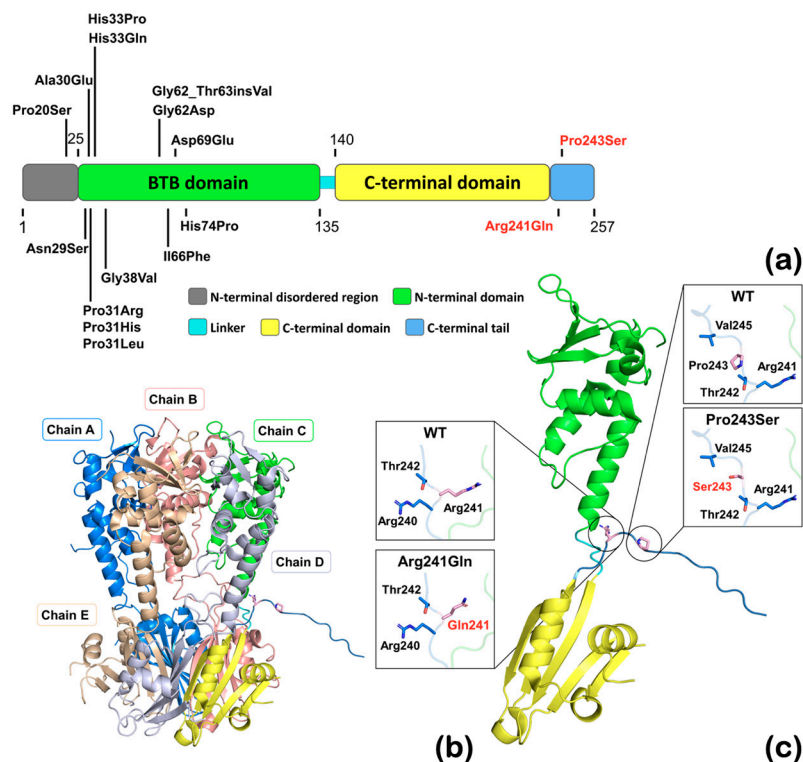 His33Pro
His33Gln
Ala30Glu
Gly62_Thr63insVal
Pro20Ser
Gly62Asp
25
Asp69Glu
140
Pro243Ser
BTB domain
C-terminal domain
1
His74Pro
135
Arg241Gln
257
Asn29Ser
Il66Phe
(a)
Gly38Val
Pro31Arg
Pro31His
Pro31Leu
N-terminal disordered region
N-terminal domain
Linker
C-terminal domain
C-terminal tail
WT
Val245
Pro243
Arg241
Thr242
Pro243Ser
Val245
Ser243
Arg241
Thr242
Chain B
Chain A
Chain C
Chain D
Chain E
WT
Thr242
Arg240
Arg241
Arg241Gln
Thr242
Gln241
Arg240
(b)
(c)